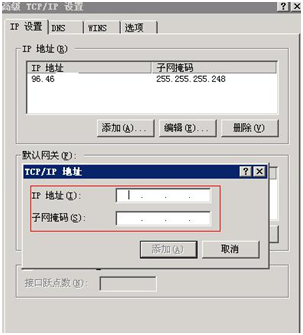 高级 TCP/IP 设置
IP 设置 DNS WINS 选项
IP 地址(R)
IP 地址 子网掩码
96.46 255.255.255.248
添加(A)... 编辑(E)... 删除(V)
默认网关(F):
TCP/IP 地址
IP 地址(I):
子网掩码(S):
添加(A) 取消
接口跃点数(N):